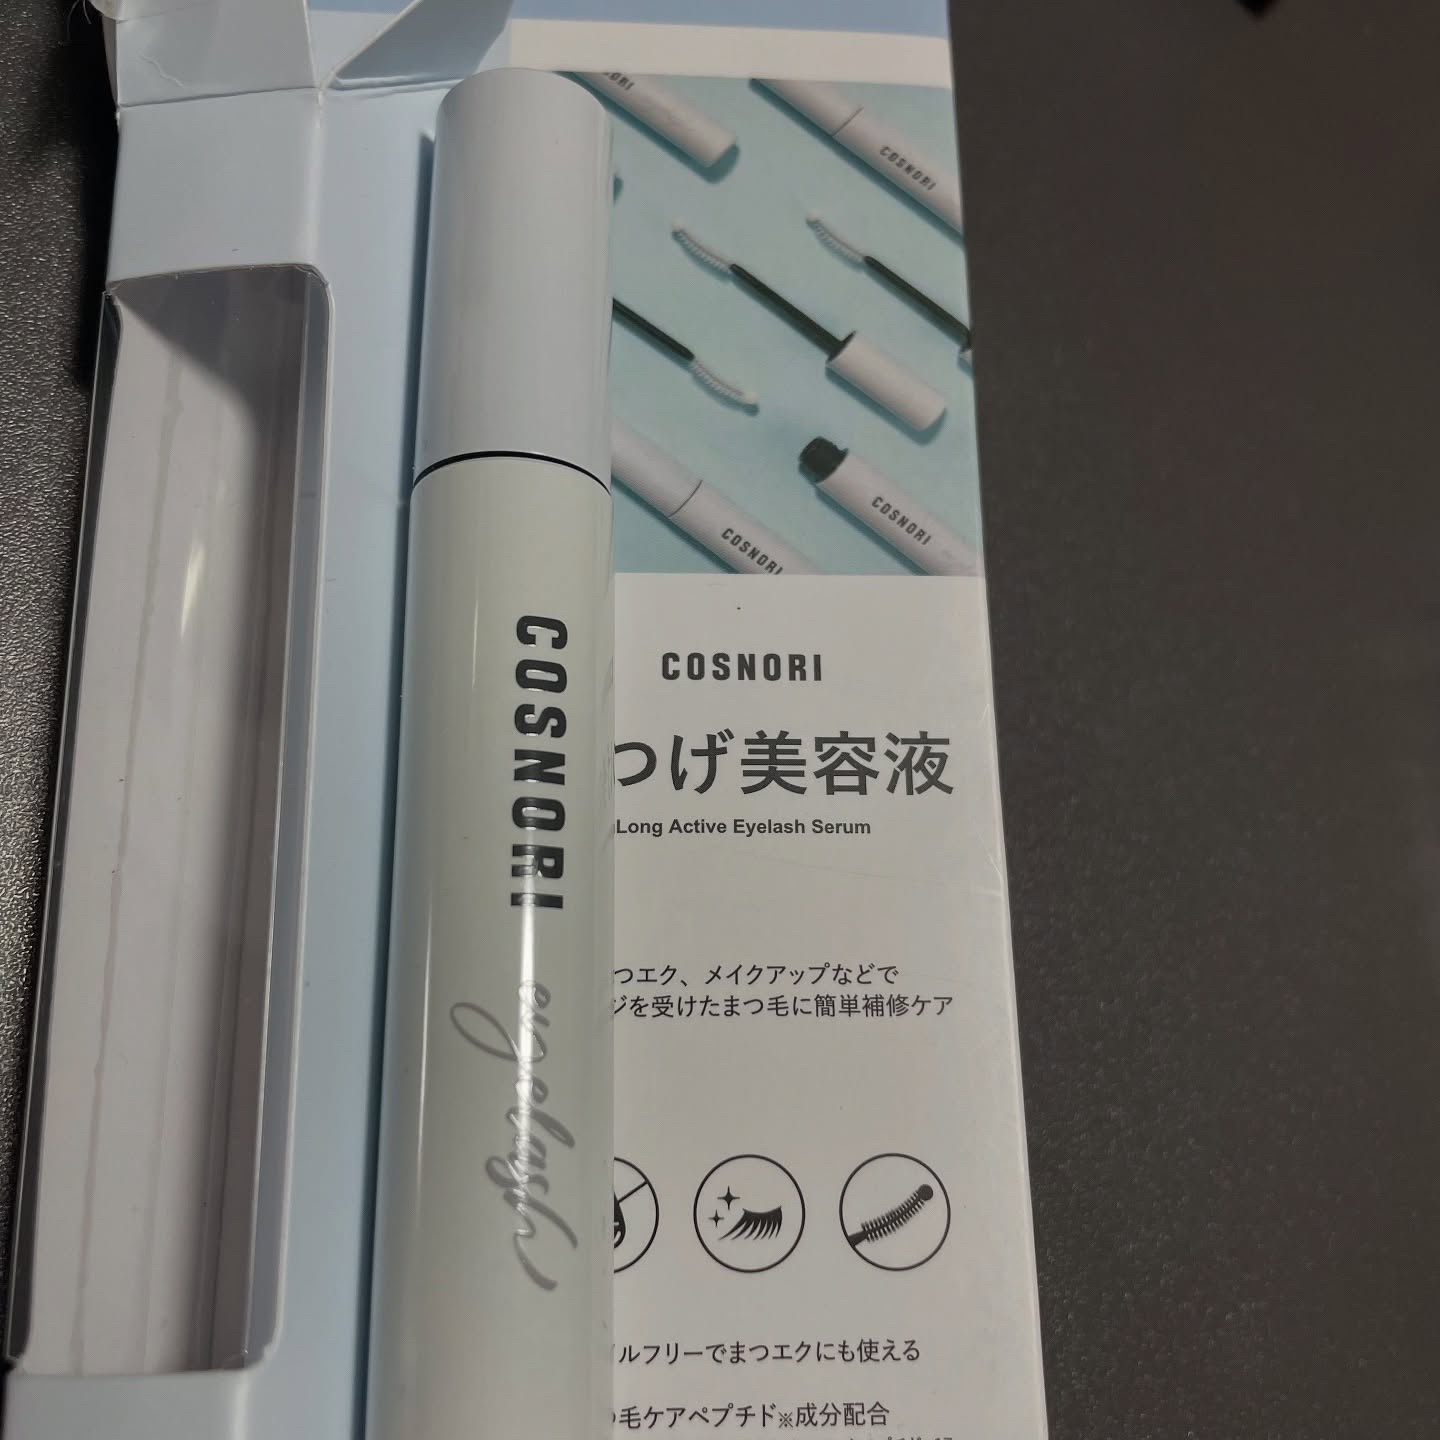 COSNORI
COSNORI
COSNORI
COSNORI
eyelash
COSNORI
つげ美容液
Long Active Eyelash Serum
つエク、メイクアップなどで
ジを受けたまつ毛に簡単補修ケア
ルフリーでまつエクにも使える
毛ケアペプチド※成分配合